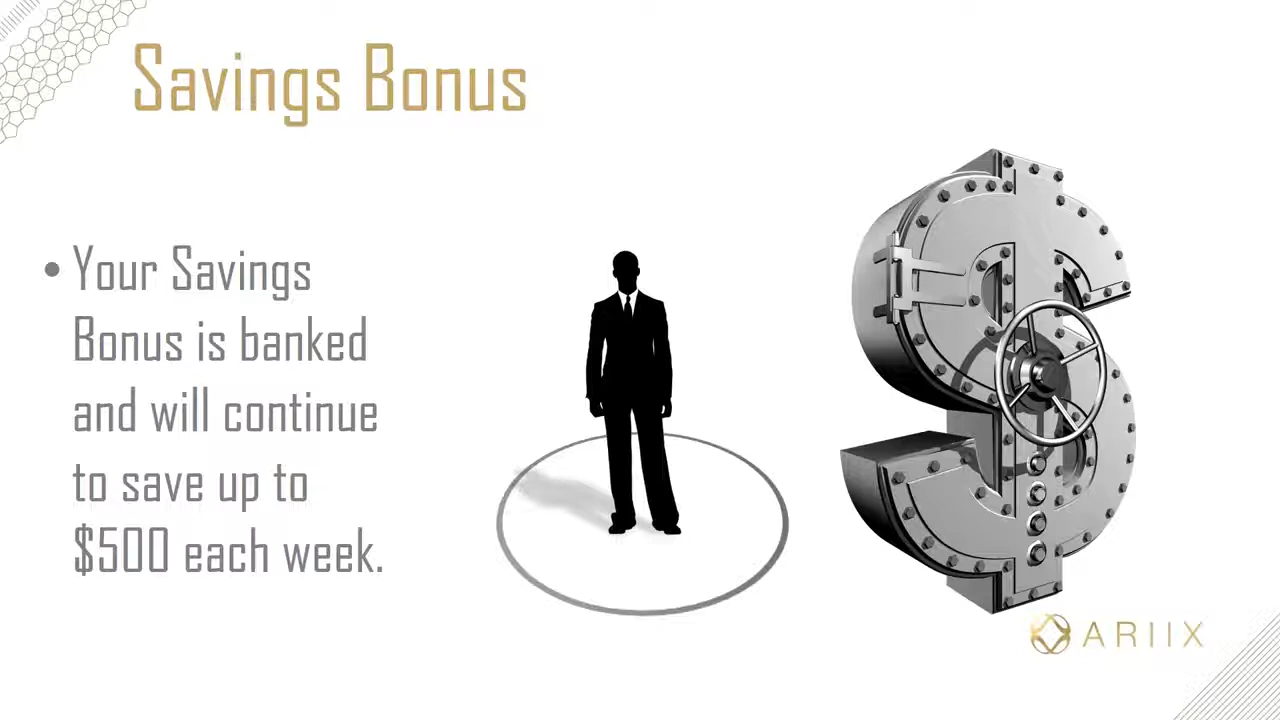 Savings Bonus
• Your Savings
Bonus is banked
and will continue
to save up to
$500 each week.
ARIIX